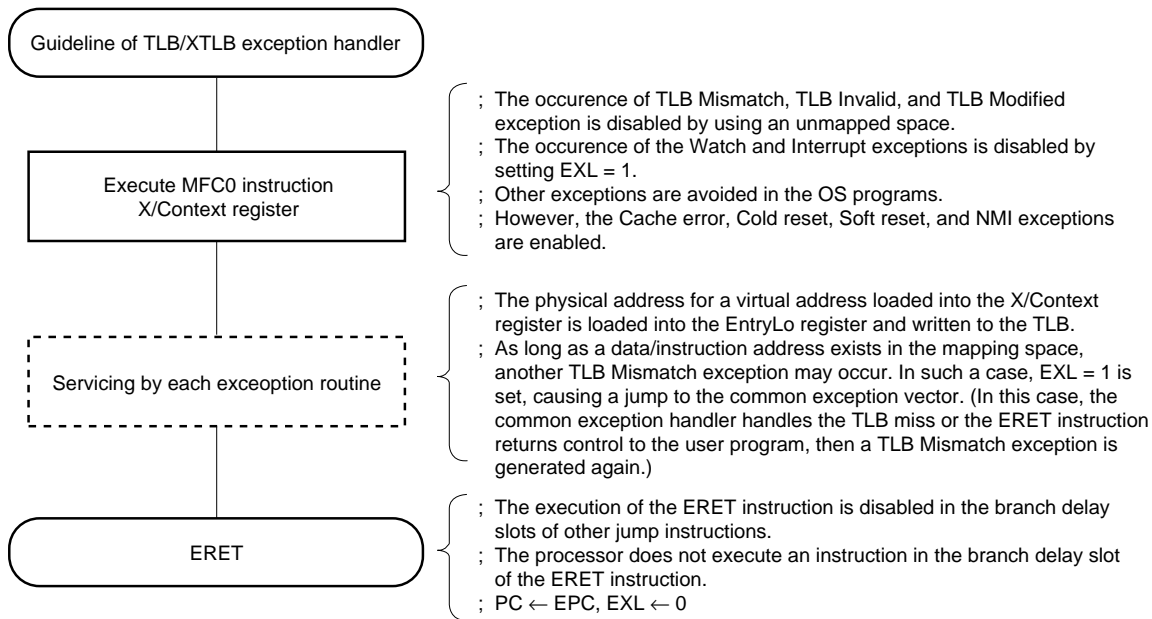 Guideline of TLB/XTLB exception handler
Execute MFC0 instruction
X/Context register
; The occurence of TLB Mismatch, TLB Invalid, and TLB Modified
exception is disabled by using an unmapped space.
; The occurence of the Watch and Interrupt exceptions is disabled by
setting EXL = 1.
; Other exceptions are avoided in the OS programs.
; However, the Cache error, Cold reset, Soft reset, and NMI exceptions
are enabled.
Servicing by each exceoption routine
; The physical address for a virtual address loaded into the X/Context
register is loaded into the EntryLo register and written to the TLB.
; As long as a data/instruction address exists in the mapping space,
another TLB Mismatch exception may occur. In such a case, EXL = 1 is
set, causing a jump to the common exception vector. (In this case, the
common exception handler handles the TLB miss or the ERET instruction
returns control to the user program, then a TLB Mismatch exception is
generated again.)
ERET
; The execution of the ERET instruction is disabled in the branch delay
slots of other jump instructions.
; The processor does not execute an instruction in the branch delay slot
of the ERET instruction.
; PC ← EPC, EXL ← 0